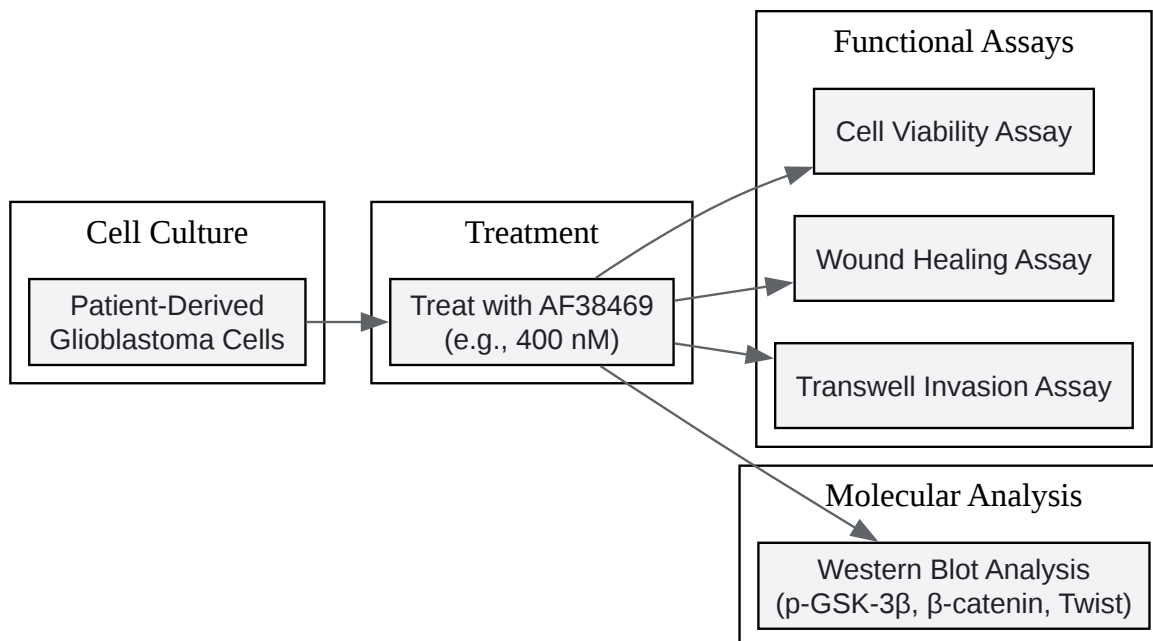 Cell Culture
Patient-Derived
Glioblastoma Cells
Treatment
Treat with AF38469
(e.g., 400 nM)
Functional Assays
Cell Viability Assay
Wound Healing Assay
Transwell Invasion Assay
Molecular Analysis
Western Blot Analysis
(p-GSK-3β, β-catenin, Twist)